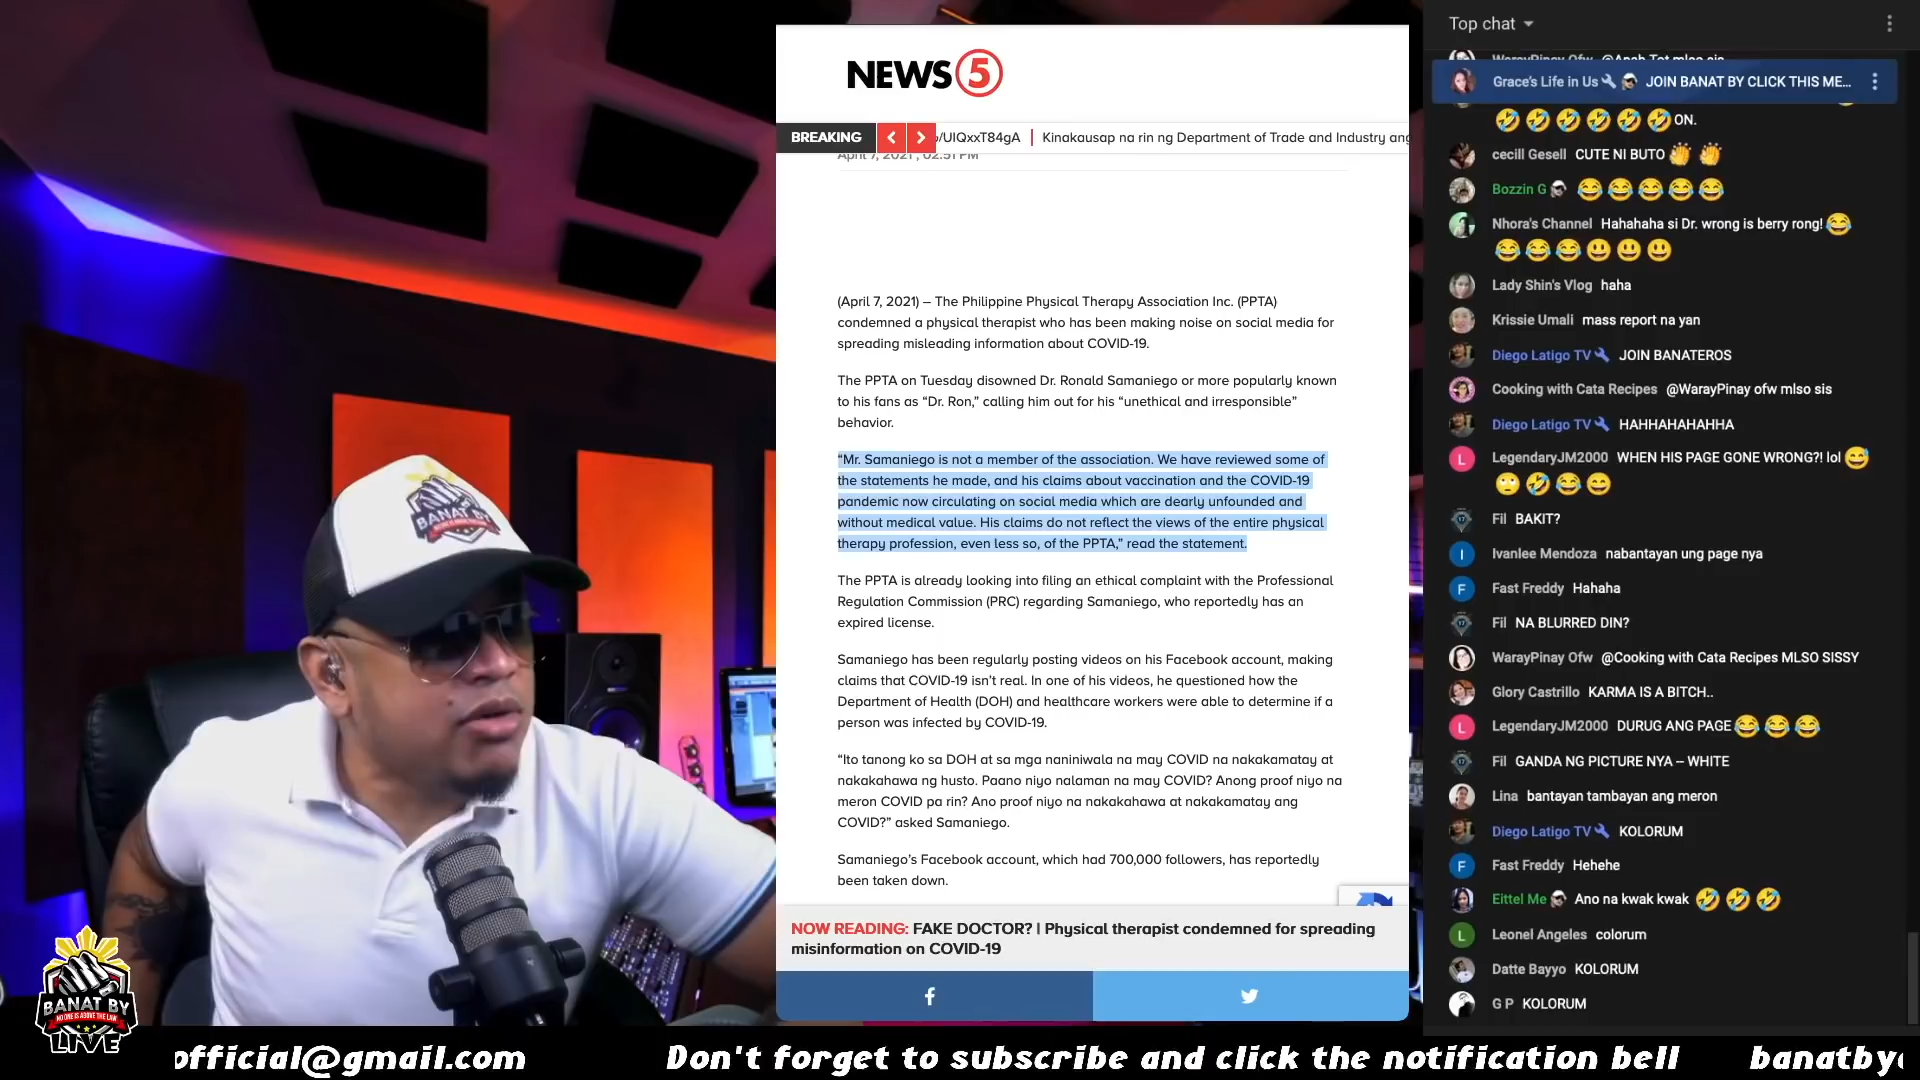 NEWS 5
BREAKING
o/UIQxxT84gA
Kinakausap na rin ng Department of Trade and Industry ang
April 7, 2021 , 02:51 PM
(April 7, 2021) – The Philippine Physical Therapy Association Inc. (PPTA)
condemned a physical therapist who has been making noise on social media for
spreading misleading information about COVID-19.
The PPTA on Tuesday disowned Dr. Ronald Samaniego or more popularly known
to his fans as “Dr. Ron,” calling him out for his “unethical and irresponsible”
behavior.
“Mr. Samaniego is not a member of the association. We have reviewed some of
the statements he made, and his claims about vaccination and the COVID-19
pandemic now circulating on social media which are dearly unfounded and
without medical value. His claims do not reflect the views of the entire physical
therapy profession, even less so, of the PPTA,” read the statement.
The PPTA is already looking into filing an ethical complaint with the Professional
Regulation Commission (PRC) regarding Samaniego, who reportedly has an
expired license.
Samaniego has been regularly posting videos on his Facebook account, making
claims that COVID-19 isn’t real. In one of his videos, he questioned how the
Department of Health (DOH) and healthcare workers were able to determine if a
person was infected by COVID-19.
“Ito tanong ko sa DOH at sa mga naniniwala na may COVID na nakakamatay at
nakakahawa ng husto. Paano niyo nalaman na may COVID? Anong proof niyo na
meron COVID pa rin? Ano proof niyo na nakakahawa at nakakamatay ang
COVID?” asked Samaniego.
Samaniego’s Facebook account, which had 700,000 followers, has reportedly
been taken down.
NOW READING: FAKE DOCTOR? | Physical therapist condemned for spreading
misinformation on COVID-19
Top chat
WarayPinay Ofw
Grace’s Life in Us JOIN BANAT BY CLICK THIS ME...
ON.
cecill Gesell CUTE NI BUTO
Bozzin G
Nhora's Channel Hahahaha si Dr. wrong is berry rong!
Lady Shin's Vlog haha
Krissie Umali mass report na yan
Diego Latigo TV JOIN BANATEROS
Cooking with Cata Recipes @WarayPinay ofw mlso sis
Diego Latigo TV HAHHAHAHAHHA
LegendaryJM2000 WHEN HIS PAGE GONE WRONG?! lol
Fil BAKIT?
Ivanlee Mendoza nabantayan ung page nya
Fast Freddy Hahaha
Fil NA BLURRED DIN?
WarayPinay Ofw @Cooking with Cata Recipes MLSO SISSY
Glory Castrillo KARMA IS A BITCH..
LegendaryJM2000 DURUG ANG PAGE
Fil GANDA NG PICTURE NYA – WHITE
Lina bantayan tambayan ang meron
Diego Latigo TV KOLORUM
Fast Freddy Hehehe
Eittel Me Ano na kwak kwak
Leonel Angeles colorum
Datte Bayyo KOLORUM
G P KOLORUM
BANAT BY
BANAT BY
NO ONE IS ABOVE THE LAW
LIVE
official@gmail.com Don't forget to subscribe and click the notification bell banatby